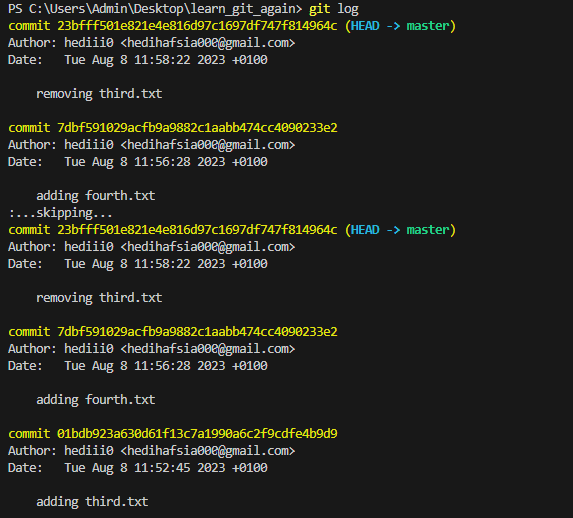 PS C:\Users\Admin\Desktop\learn_git_again> git log
commit 23bfff501e821e4e816d97c1697df747f814964c (HEAD -> master)
Author: hediii0 <hedihafsia000@gmail.com>
Date:   Tue Aug 8 11:58:22 2023 +0100
    removing third.txt
commit 7dbf591029acfb9a9882c1aabb474cc4090233e2
Author: hediii0 <hedihafsia000@gmail.com>
Date:   Tue Aug 8 11:56:28 2023 +0100
    adding fourth.txt
:...skipping...
commit 23bfff501e821e4e816d97c1697df747f814964c (HEAD -> master)
Author: hediii0 <hedihafsia000@gmail.com>
Date:   Tue Aug 8 11:58:22 2023 +0100
    removing third.txt
commit 7dbf591029acfb9a9882c1aabb474cc4090233e2
Author: hediii0 <hedihafsia000@gmail.com>
Date:   Tue Aug 8 11:56:28 2023 +0100
    adding fourth.txt
commit 01bdb923a630d61f13c7a1990a6c2f9cdfe4b9d9
Author: hediii0 <hedihafsia000@gmail.com>
Date:   Tue Aug 8 11:52:45 2023 +0100
    adding third.txt